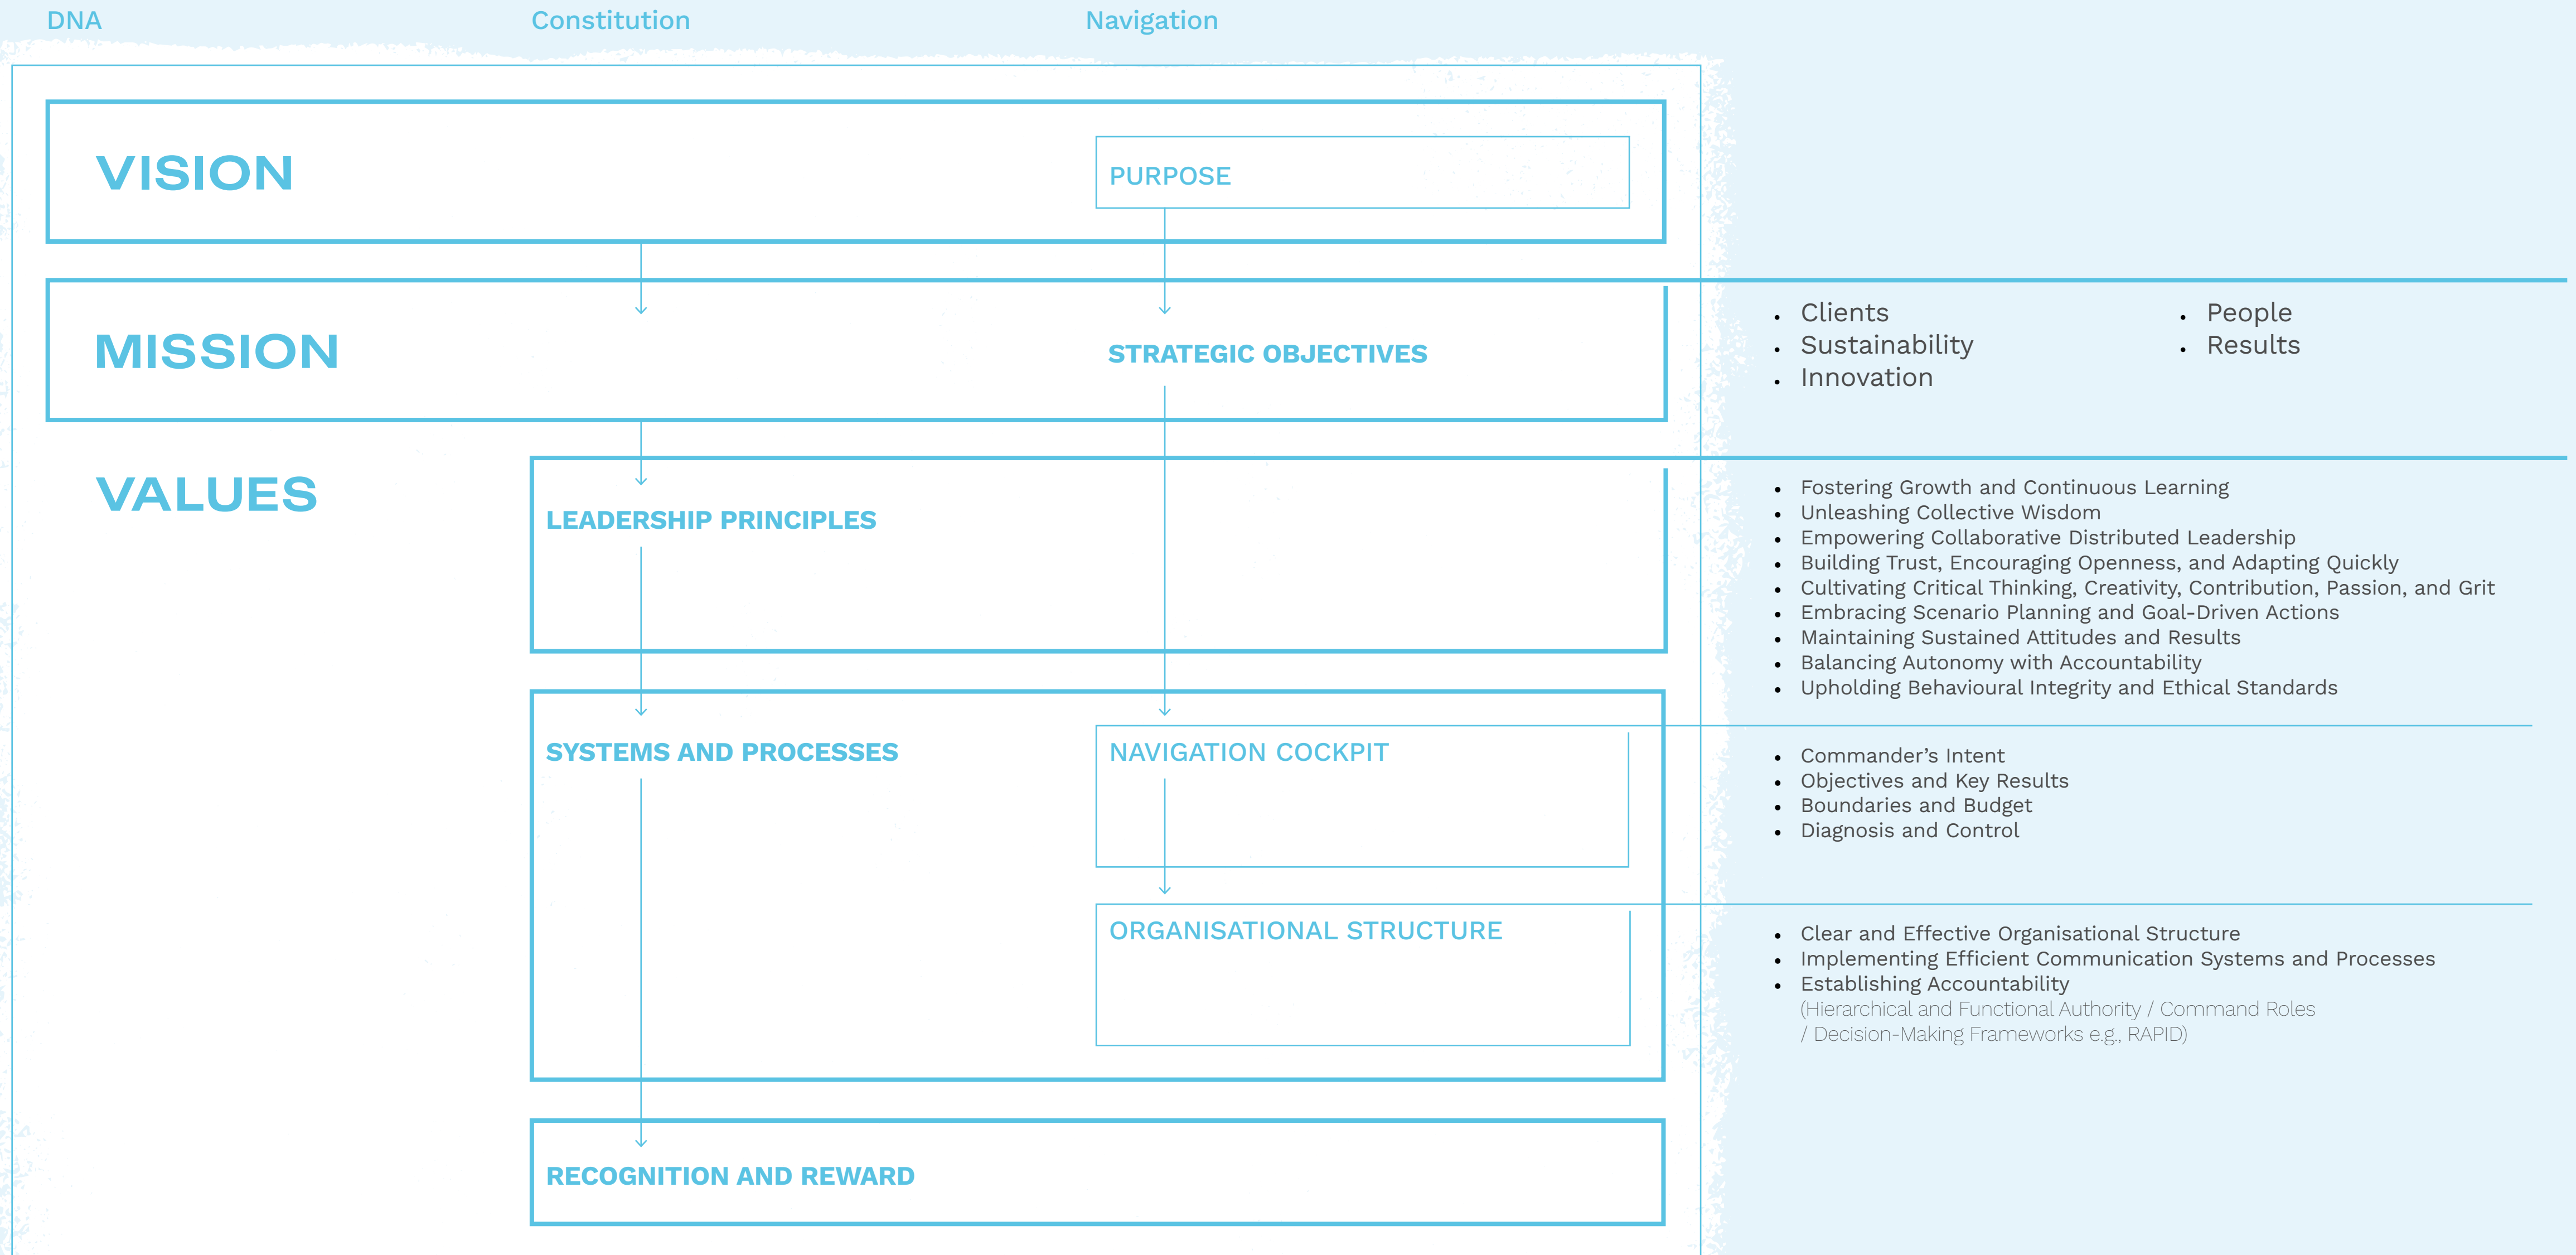 DNA
Constitution
Navigation
VISION
PURPOSE
MISSION
STRATEGIC OBJECTIVES
• Clients
• Sustainability
• Innovation
• People
• Results
VALUES
LEADERSHIP PRINCIPLES
• Fostering Growth and Continuous Learning
• Unleashing Collective Wisdom
• Empowering Collaborative Distributed Leadership
• Building Trust, Encouraging Openness, and Adapting Quickly
• Cultivating Critical Thinking, Creativity, Contribution, Passion, and Grit
• Embracing Scenario Planning and Goal-Driven Actions
• Maintaining Sustained Attitudes and Results
• Balancing Autonomy with Accountability
• Upholding Behavioural Integrity and Ethical Standards
SYSTEMS AND PROCESSES
NAVIGATION COCKPIT
• Commander’s Intent
• Objectives and Key Results
• Boundaries and Budget
• Diagnosis and Control
ORGANISATIONAL STRUCTURE
• Clear and Effective Organisational Structure
• Implementing Efficient Communication Systems and Processes
• Establishing Accountability
(Hierarchical and Functional Authority / Command Roles
/ Decision-Making Frameworks e.g., RAPID)
RECOGNITION AND REWARD